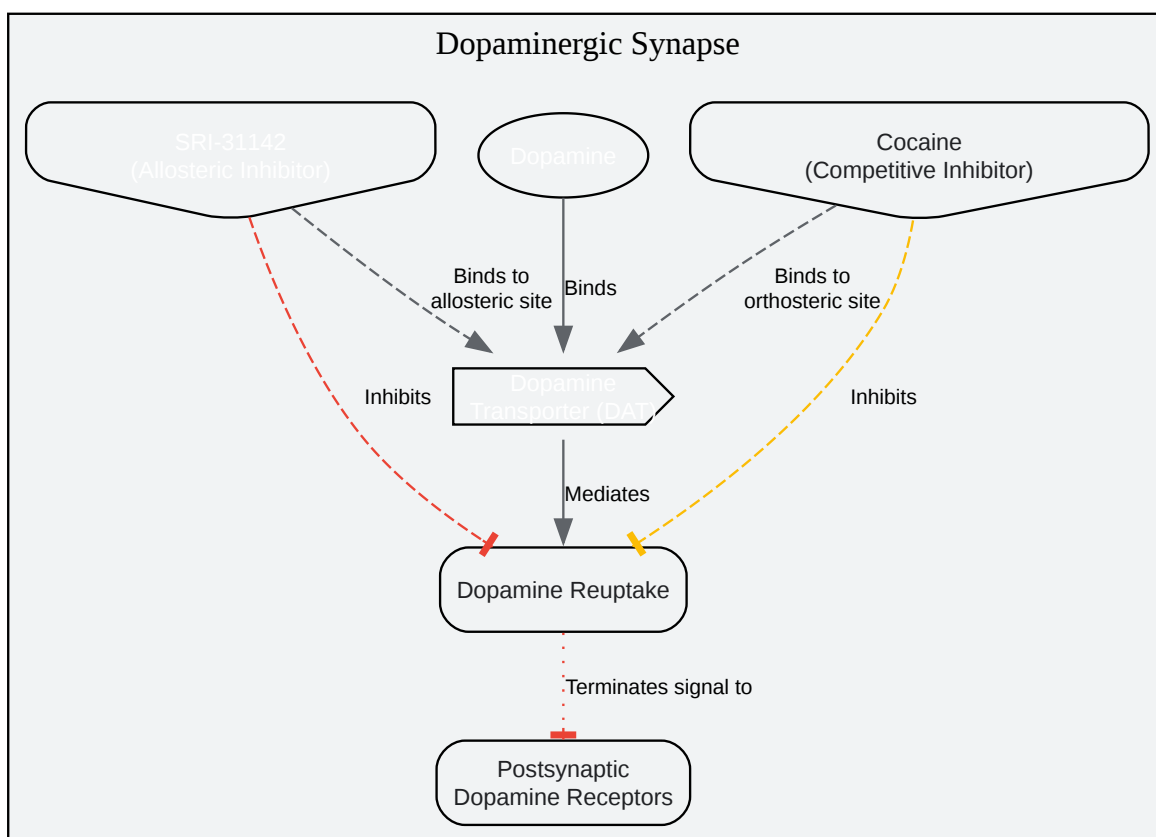 Dopaminergic Synapse
SRI-31142
(Allosteric Inhibitor)
Dopamine
Cocaine
(Competitive Inhibitor)
Binds to
allosteric site
Binds
Binds to
orthosteric site
Dopamine
Transporter (DAT)
Inhibits
Inhibits
Mediates
Dopamine Reuptake
Terminates signal to
Postsynaptic
Dopamine Receptors